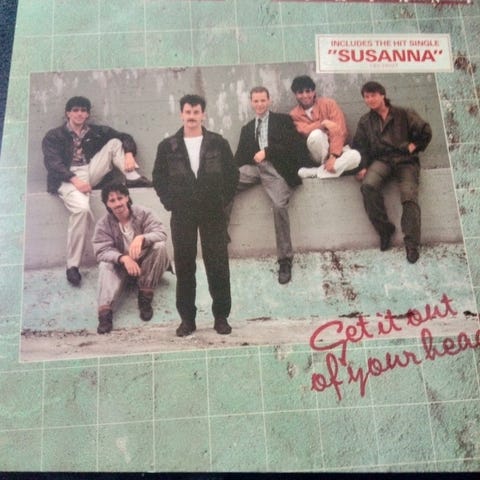 INCLUDES THE HIT SINGLE
"SUSANNA"
Get it out
of your head